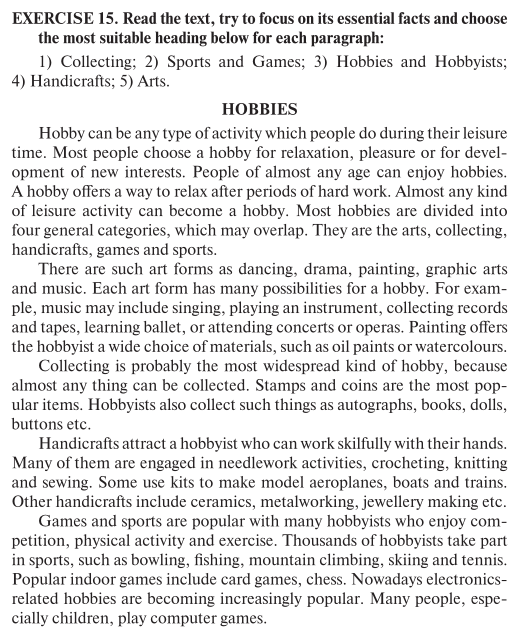 EXERCISE 15. Read the text, try to focus on its essential facts and choose
the most suitable heading below for each paragraph:
1) Collecting; 2) Sports and Games; 3) Hobbies and Hobbyists;
4) Handicrafts; 5) Arts.
HOBBIES
Hobby can be any type of activity which people do during their leisure
time. Most people choose a hobby for relaxation, pleasure or for devel-
opment of new interests. People of almost any age can enjoy hobbies.
A hobby offers a way to relax after periods of hard work. Almost any kind
of leisure activity can become a hobby. Most hobbies are divided into
four general categories, which may overlap. They are the arts, collecting,
handicrafts, games and sports.
There are such art forms as dancing, drama, painting, graphic arts
and music. Each art form has many possibilities for a hobby. For exam-
ple, music may include singing, playing an instrument, collecting records
and tapes, learning ballet, or attending concerts or operas. Painting offers
the hobbyist a wide choice of materials, such as oil paints or watercolours.
Collecting is probably the most widespread kind of hobby, because
almost any thing can be collected. Stamps and coins are the most pop-
ular items. Hobbyists also collect such things as autographs, books, dolls,
buttons etc.
Handicrafts attract a hobbyist who can work skilfully with their hands.
Many of them are engaged in needlework activities, crocheting, knitting
and sewing. Some use kits to make model aeroplanes, boats and trains.
Other handicrafts include ceramics, metalworking, jewellery making etc.
Games and sports are popular with many hobbyists who enjoy com-
petition, physical activity and exercise. Thousands of hobbyists take part
in sports, such as bowling, fishing, mountain climbing, skiing and tennis.
Popular indoor games include card games, chess. Nowadays electronics-
related hobbies are becoming increasingly popular. Many people, espe-
cially children, play computer games.